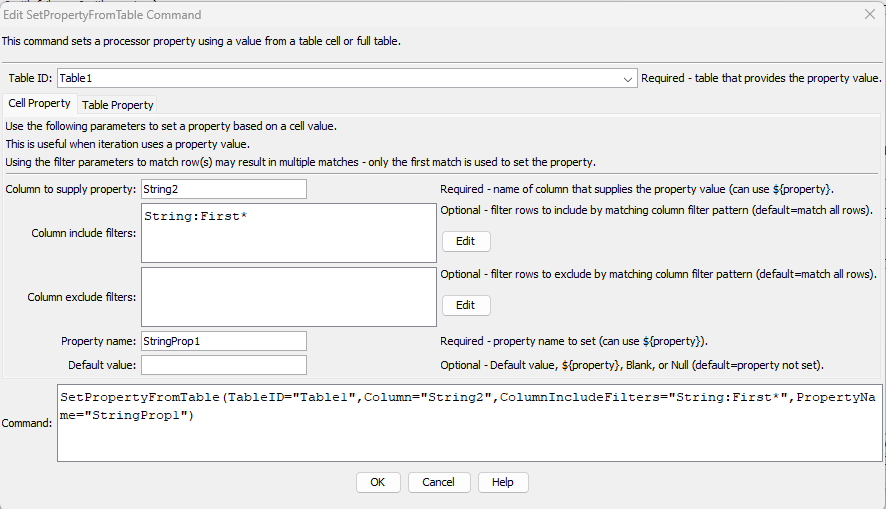 Edit SetPropertyFromTable Command
This command sets a processor property using a value from a table cell or full table.
Table ID: Table1 Required - table that provides the property value.
Cell Property Table Property
Use the following parameters to set a property based on a cell value.
This is useful when iteration uses a property value.
Using the filter parameters to match row(s) may result in multiple matches - only the first match is used to set the property.
Column to supply property: String2 Required - name of column that supplies the property value (can use ${property}.
String:First* Optional - filter rows to include by matching column filter pattern (default=match all rows).
Column include filters: Edit
Optional - filter rows to exclude by matching column filter pattern (default=match all rows).
Column exclude filters: Edit
Property name: StringProp1 Required - property name to set (can use ${property}).
Default value: Optional - Default value, ${property}, Blank, or Null (default=property not set).
SetPropertyFromTable(TableID="Table1",Column="String2",ColumnIncludeFilters="String:First*",PropertyNa
Command: me="StringProp1")
OK Cancel Help